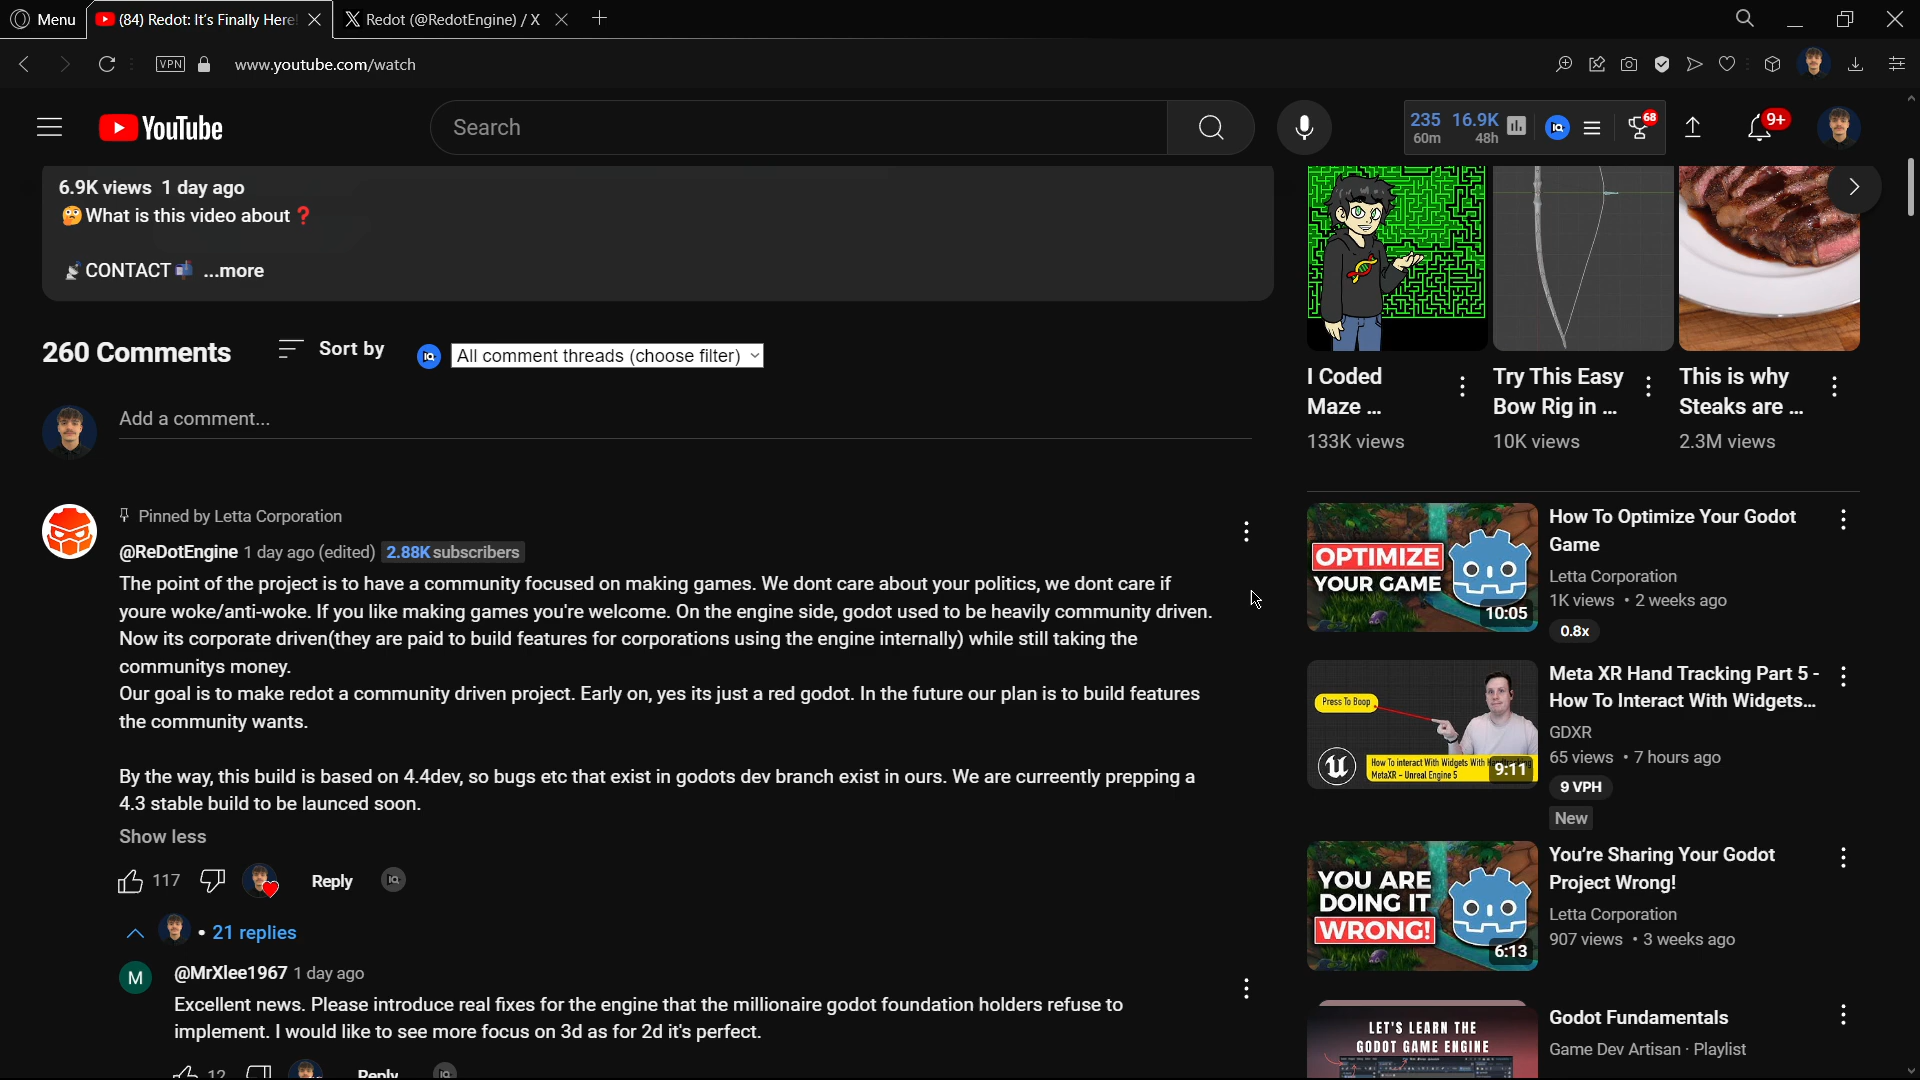 Menu
(84) Redot: It's Finally Here!
Redot (@RedotEngine) / X
VPN
www.youtube.com/watch
YouTube
Search
235 16.9K
60m 48h
68
9+
6.9K views 1 day ago
🤔What is this video about❓
📡CONTACT📬 ...more
260 Comments
Sort by
All comment threads (choose filter)
Add a comment...
Pinned by Letta Corporation
@ReDotEngine 1 day ago (edited) 2.88K subscribers
The point of the project is to have a community focused on making games. We dont care about your politics, we dont care if
youre woke/anti-woke. If you like making games you're welcome. On the engine side, godot used to be heavily community driven.
Now its corporate driven(they are paid to build features for corporations using the engine internally) while still taking the
communitys money.
Our goal is to make redot a community driven project. Early on, yes its just a red godot. In the future our plan is to build features
the community wants.
By the way, this build is based on 4.4dev, so bugs etc that exist in godots dev branch exist in ours. We are curreently prepping a
4.3 stable build to be launced soon.
Show less
117
Reply
• 21 replies
M
@MrXlee1967 1 day ago
Excellent news. Please introduce real fixes for the engine that the millionaire godot foundation holders refuse to
implement. I would like to see more focus on 3d as for 2d it's perfect.
12
Reply
I Coded
Maze ...
133K views
Try This Easy
Bow Rig in ...
10K views
This is why
Steaks are ...
2.3M views
OPTIMIZE
YOUR GAME
10:05
How To Optimize Your Godot
Game
Letta Corporation
1K views • 2 weeks ago
0.8x
Press To Boop
How To interact With Widgets With
MetaXR - Unreal Engine 5
9:11
Meta XR Hand Tracking Part 5 -
How To Interact With Widgets...
GDXR
65 views • 7 hours ago
9 VPH
New
YOU ARE
DOING IT
WRONG!
6:13
You're Sharing Your Godot
Project Wrong!
Letta Corporation
907 views • 3 weeks ago
LET'S LEARN THE
GODOT GAME ENGINE
Godot Fundamentals
Game Dev Artisan · Playlist